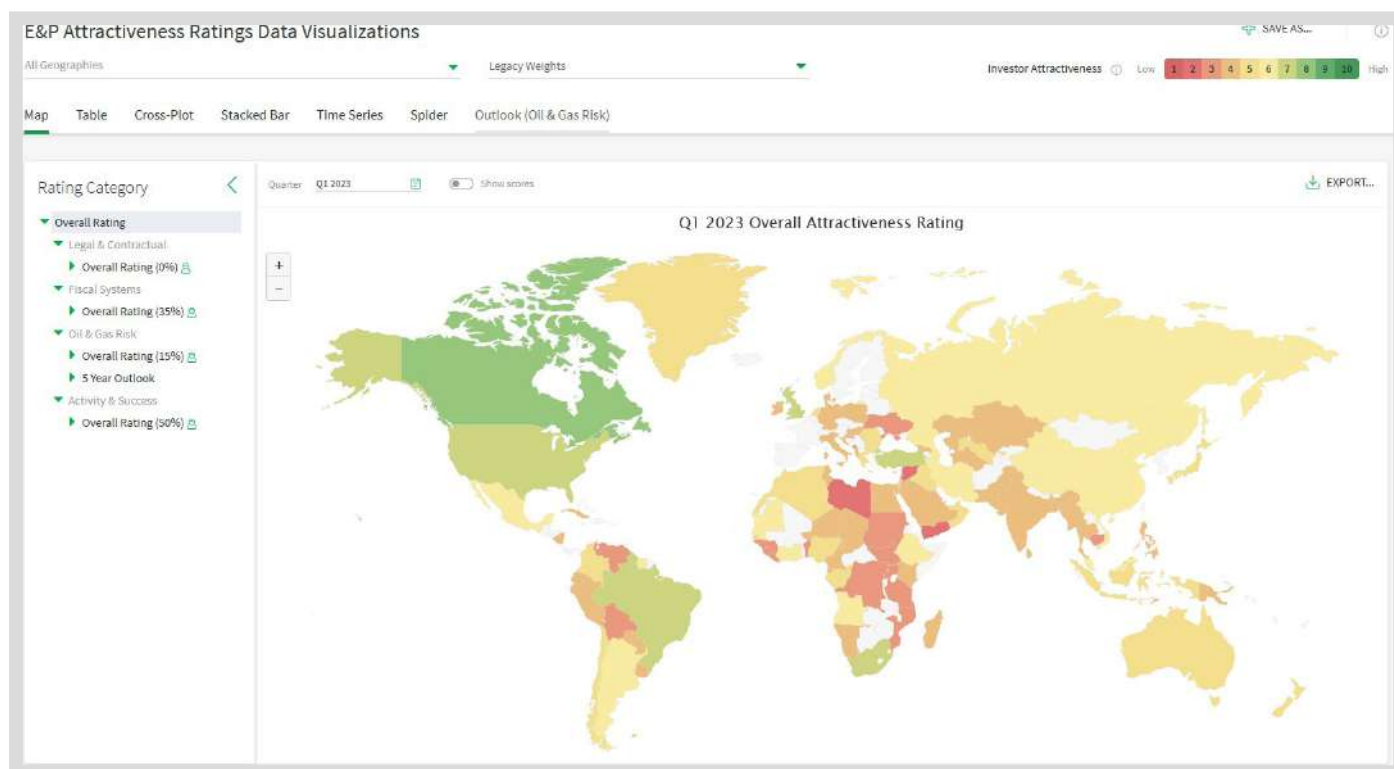 E&P Attractiveness Ratings Data Visualizations
SAVE AS...
All Geographies
Legacy Weights
Investor Attractiveness Low 1 2 3 4 5 6 7 8 9 10 High
Map Table Cross-Plot Stacked Bar Time Series Spider Outlook (Oil & Gas Risk)
Rating Category
Quarter Q1 2023 Show scores
EXPORT...
Overall Rating
Legal & Contractual
Overall Rating (0%)
Fiscal Systems
Overall Rating (35%)
Oil & Gas Risk
Overall Rating (15%)
5 Year Outlook
Activity & Success
Overall Rating (50%)
Q1 2023 Overall Attractiveness Rating
+
−